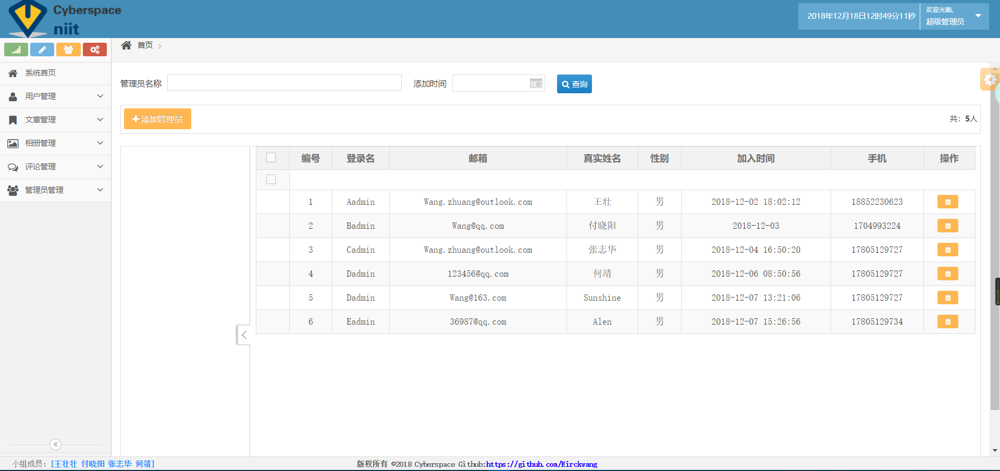 Cyberspace
niit
2018年12月18日12时49分11秒
欢迎光临,
超级管理员
首页
系统首页
用户管理
文章管理
相册管理
评论管理
管理员管理
管理员名称
添加时间
查询
添加管理员
共：5人
编号 登录名 邮箱 真实姓名 性别 加入时间 手机 操作
1 Aadmin Wang.zhuang@outlook.com 王壮 男 2018-12-02 18:02:12 18852230623
2 Badmin Wang@qq.com 付晓阳 男 2018-12-03 1704993224
3 Cadmin Wang.zhuang@outlook.com 张志华 男 2018-12-04 16:50:20 17805129727
4 Dadmin 123456@qq.com 何靖 男 2018-12-06 08:50:56 17805129727
5 Dadmin Wang@163.com Sunshine 男 2018-12-07 13:21:06 17805129727
6 Eadmin 36987@qq.com Alen 男 2018-12-07 15:26:56 17805129734
小组成员：[王壮壮 付晓阳 张志华 何靖]
版权所有 ©2018 Cyberspace Github:https://github.com/Eirckwang